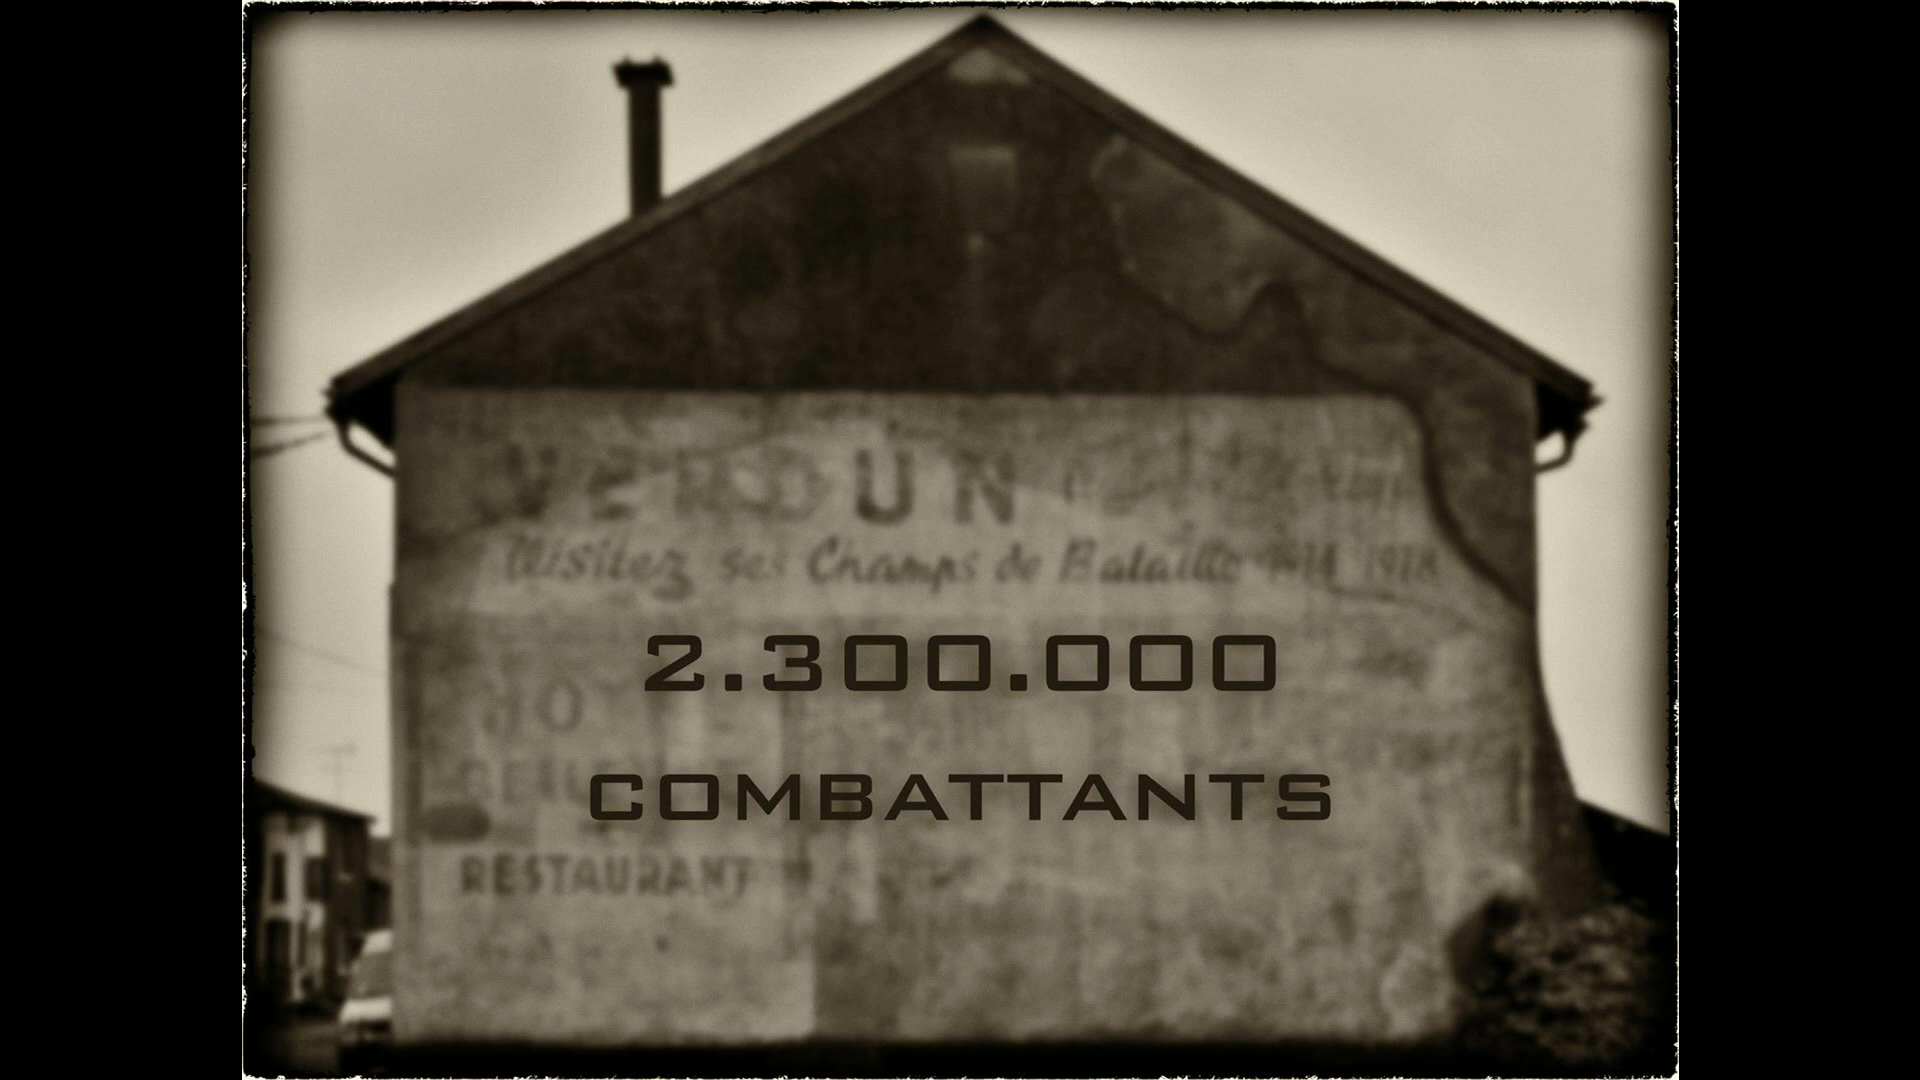 VERDUN
Visitez ses Champs de Bataille 1914 1918
2.300.000
COMBATTANTS
RESTAURANT